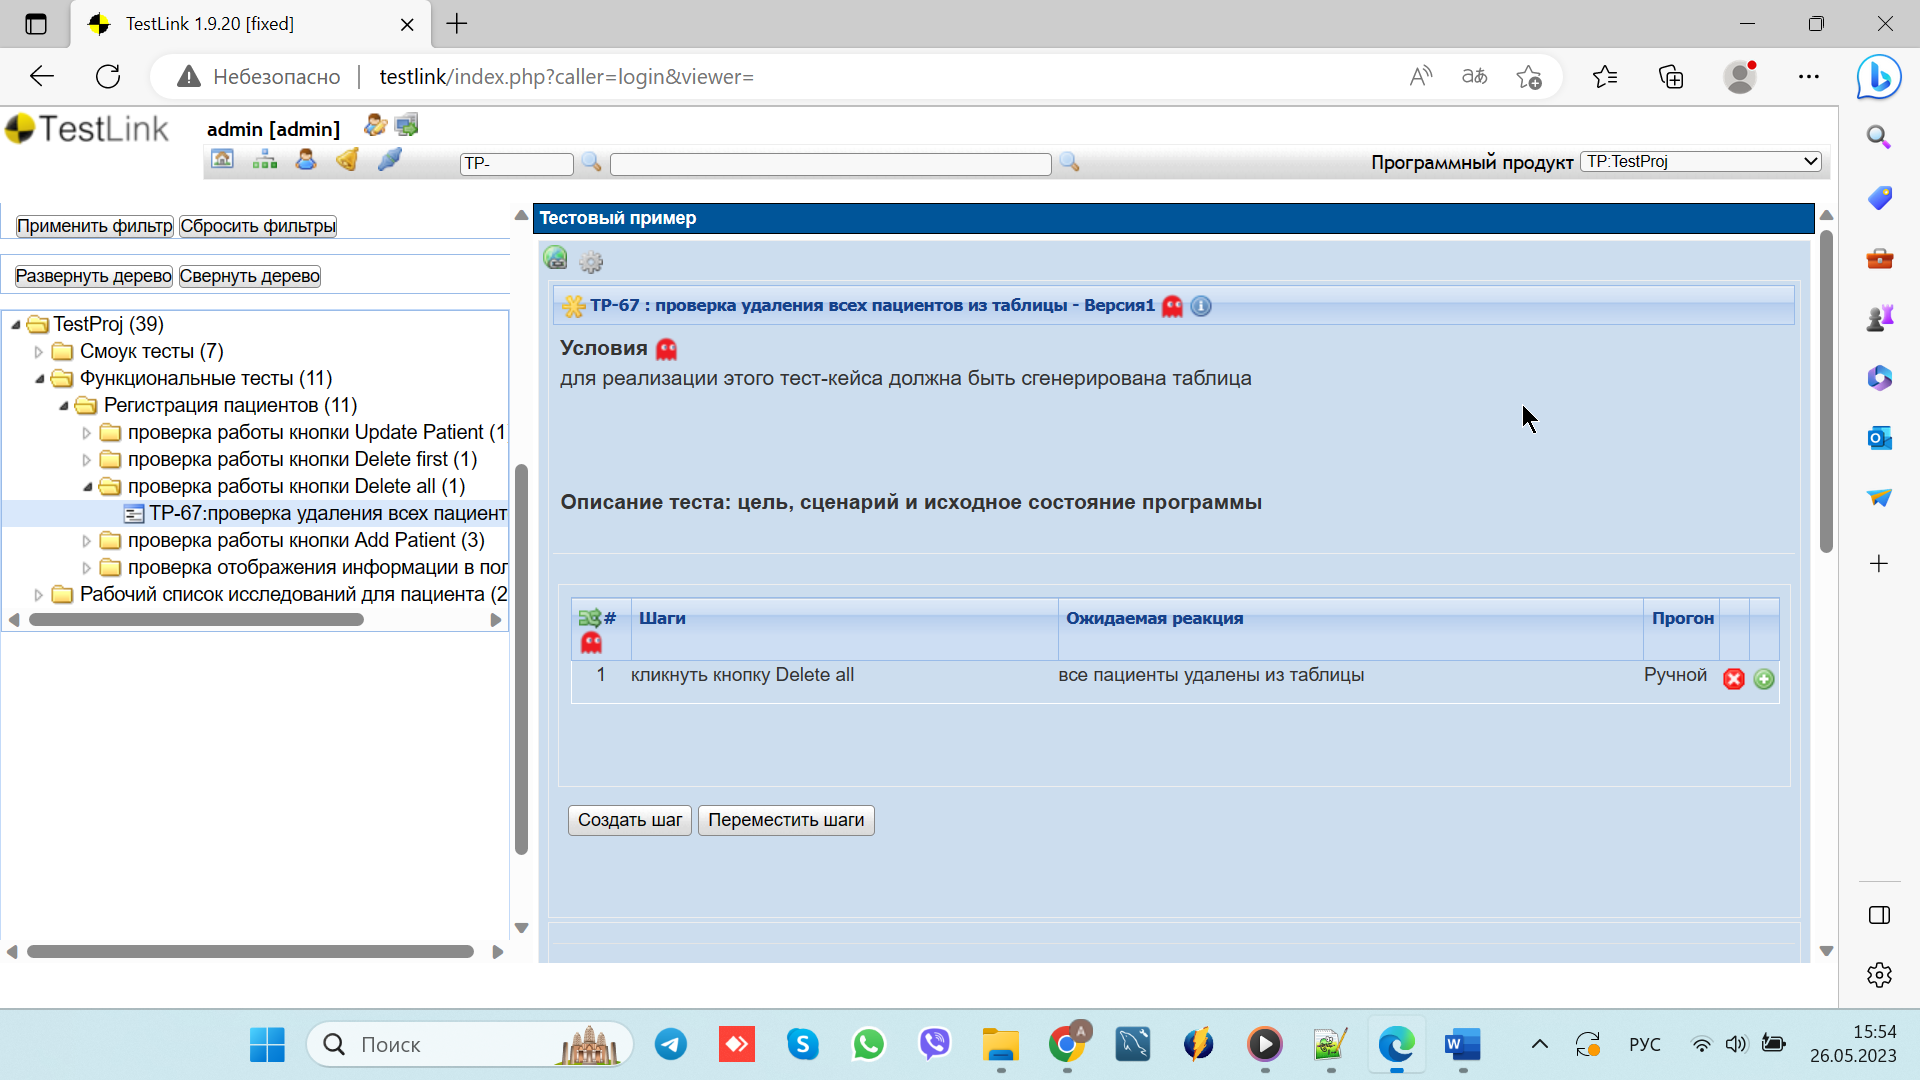 TestLink 1.9.20 [fixed]
Небезопасно
testlink/index.php?caller=login&viewer=
TestLink
admin [admin]
TP-
Программный продукт
TP:TestProj
Применить фильтр
Сбросить фильтры
Развернуть дерево
Свернуть дерево
TestProj (39)
Смоук тесты (7)
Функциональные тесты (11)
Регистрация пациентов (11)
проверка работы кнопки Update Patient (1
проверка работы кнопки Delete first (1)
проверка работы кнопки Delete all (1)
TP-67:проверка удаления всех пациент
проверка работы кнопки Add Patient (3)
проверка отображения информации в пол
Рабочий список исследований для пациента (2
Тестовый пример
TP-67 : проверка удаления всех пациентов из таблицы - Версия1
Условия
для реализации этого тест-кейса должна быть сгенерирована таблица
Описание теста: цель, сценарий и исходное состояние программы
# Шаги Ожидаемая реакция Прогон
1 кликнуть кнопку Delete all все пациенты удалены из таблицы Ручной
Создать шаг
Переместить шаги
Поиск
A
РУС
15:54
26.05.2023